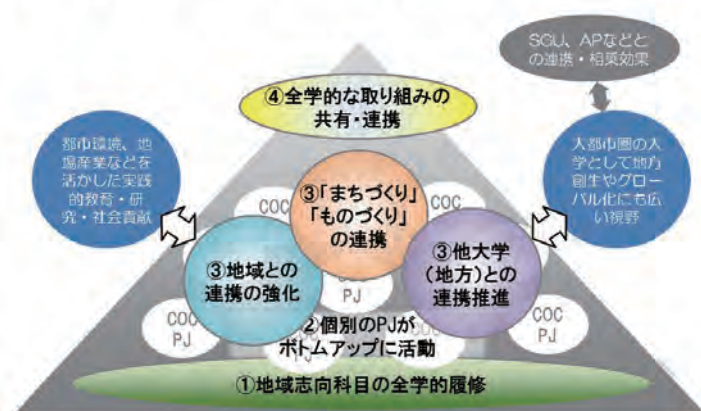 SGU、APなどと
の連携・相乗効果
④全学的な取り組みの
共有・連携
都市環境、地
場産業などを
活かした実践
的教育・研
究・社会貢献
大都市圏の大
学として地方
創生やグロー
バル化にも広
い視野
③「まちづくり」
「ものづくり」
の連携
COC
COC
③地域との
連携の強化
③他大学
(地方)との
連携推進
COC
PJ
PJ
COC
PJ
②個別のPJが
ボトムアップに活動
①地域志向科目の全学的履修